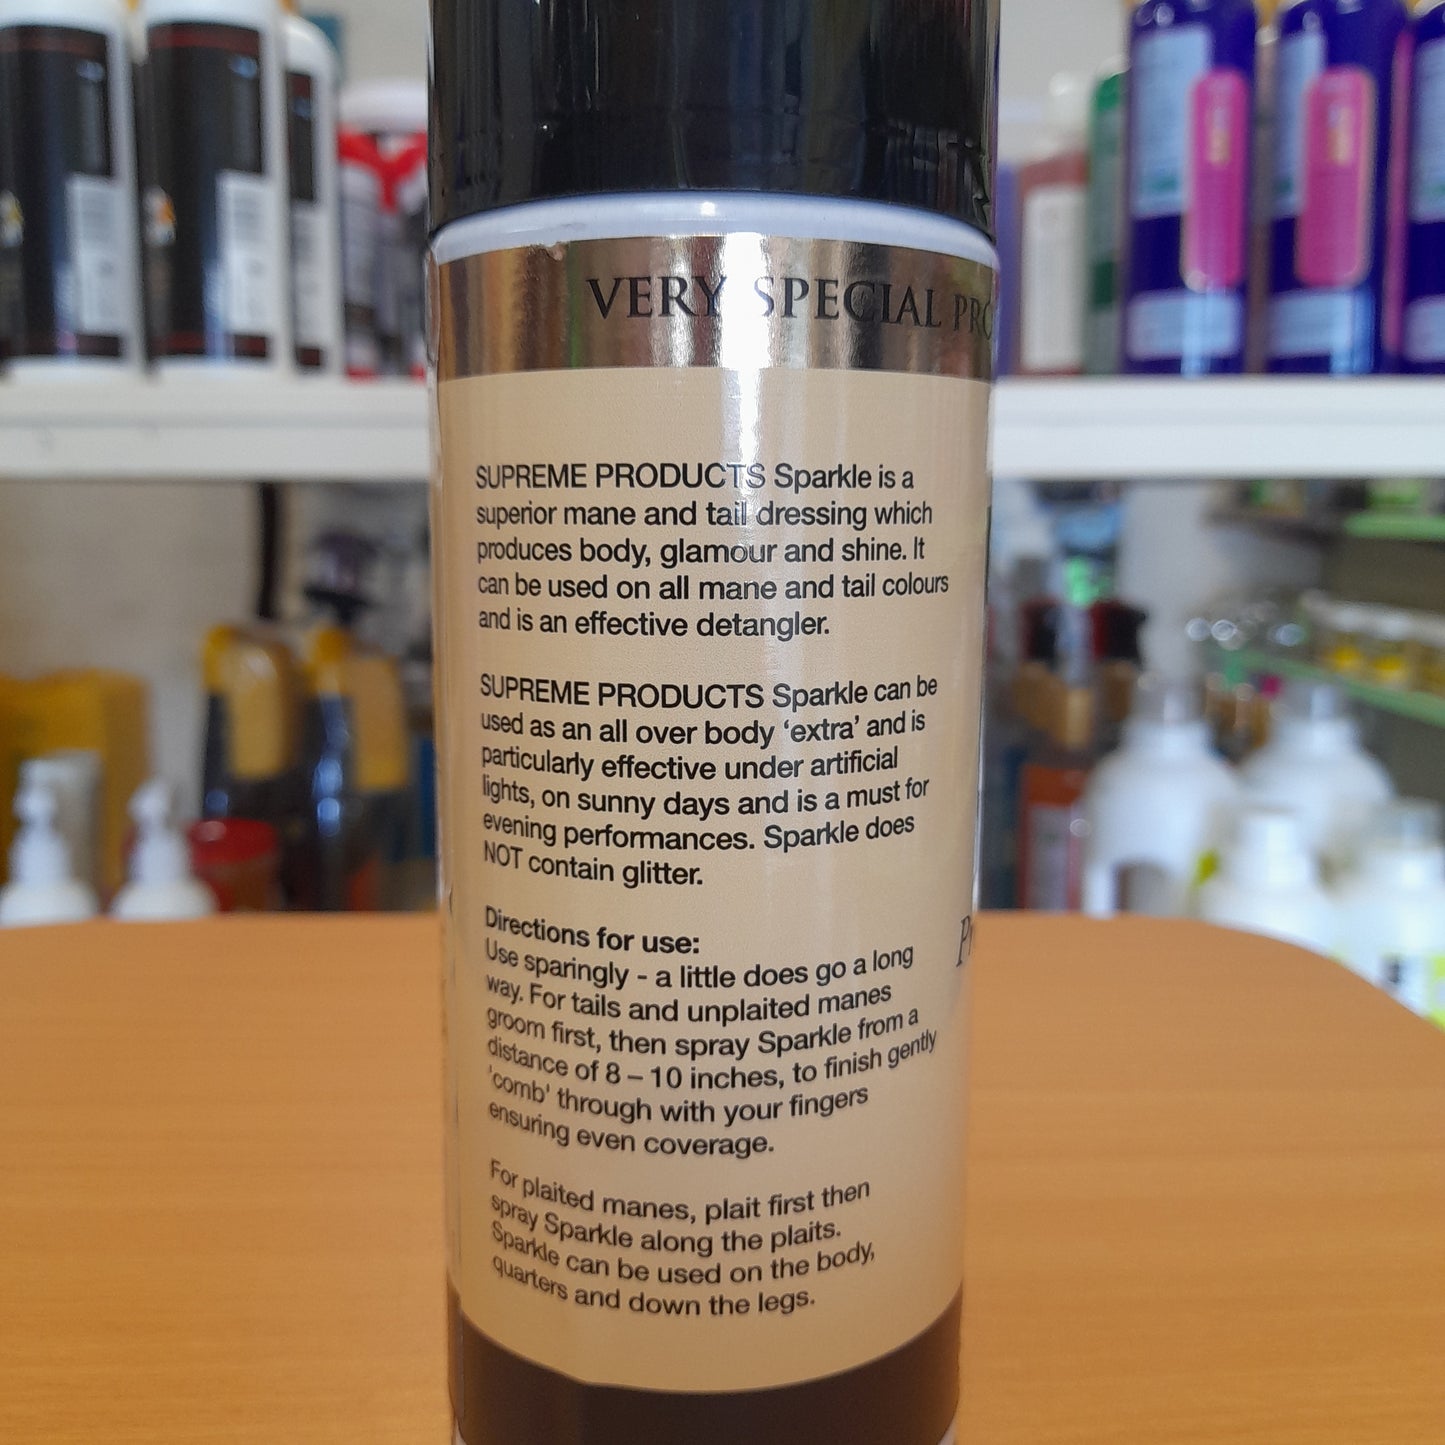 VERY SPECIAL
SUPREME PRODUCTS Sparkle is a
superior mane and tail dressing which
produces body, glamour and shine. It
can be used on all mane and tail colours
and is an effective detangler.
SUPREME PRODUCTS Sparkle can be
used as an all over body ‘extra’ and is
particularly effective under artificial
lights, on sunny days and is a must for
evening performances. Sparkle does
NOT contain glitter.
Directions for use:
Use sparingly - a little does go a long
way. For tails and unplaited manes
groom first, then spray Sparkle from a
distance of 8 – 10 inches, to finish gently
'comb' through with your fingers
ensuring even coverage.
For plaited manes, plait first then
spray Sparkle along the plaits.
Sparkle can be used on the body,
quarters and down the legs.